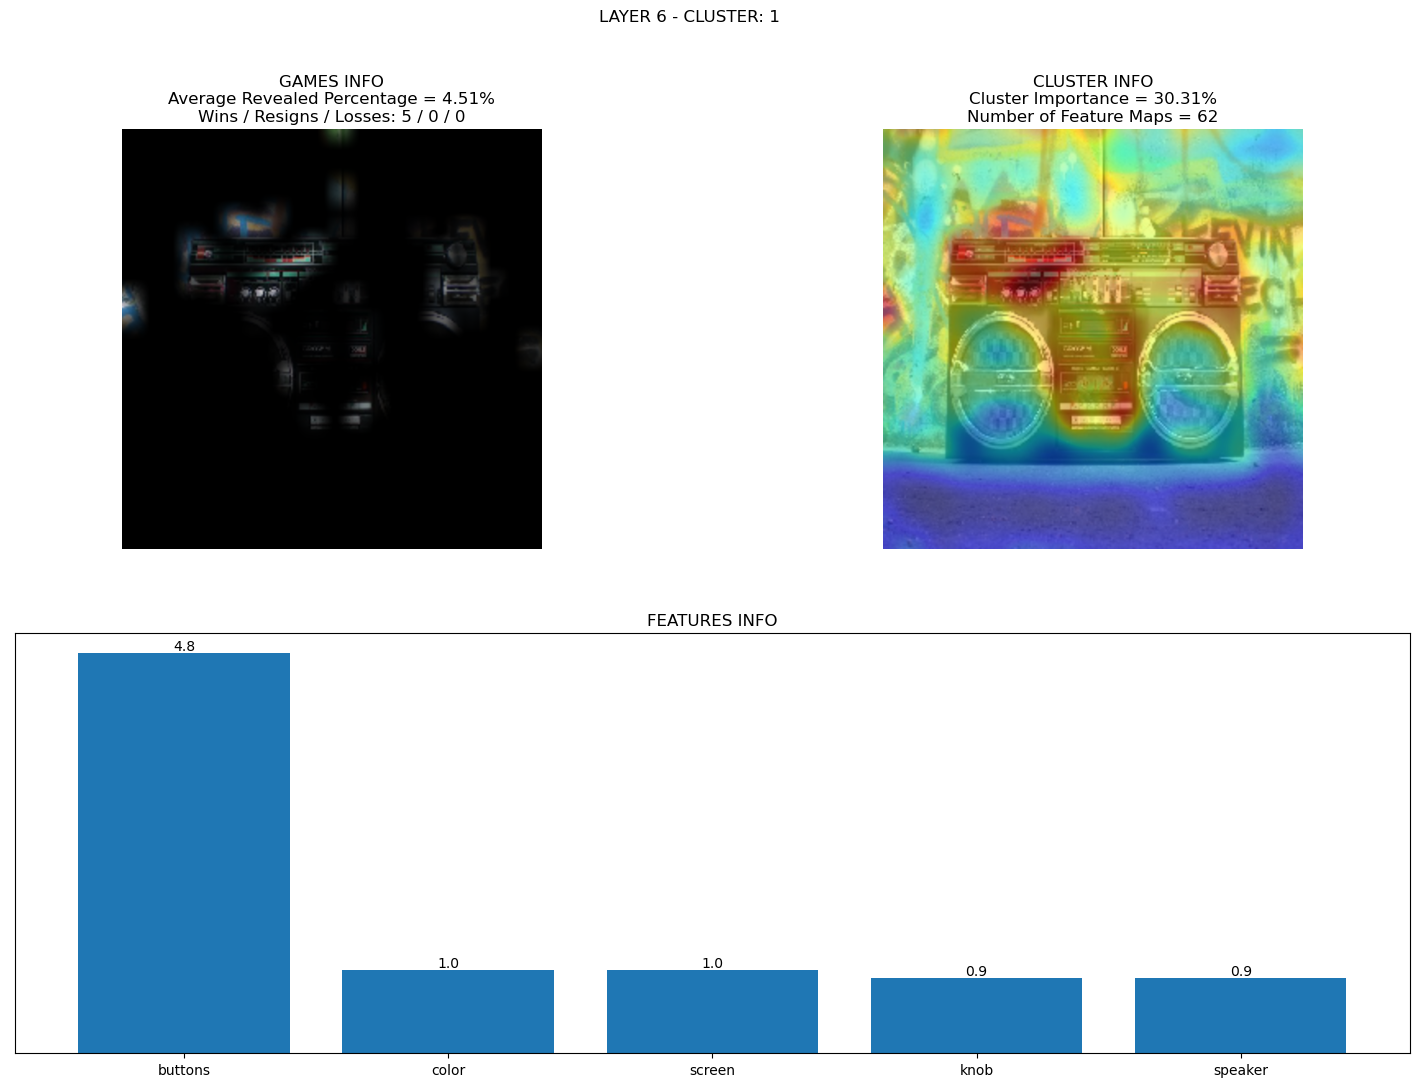 LAYER 6 - CLUSTER: 1
GAMES INFO
Average Revealed Percentage = 4.51%
Wins / Resigns / Losses: 5 / 0 / 0
CLUSTER INFO
Cluster Importance = 30.31%
Number of Feature Maps = 62
FEATURES INFO
4.8
1.0
1.0
0.9
0.9
buttons
color
screen
knob
speaker